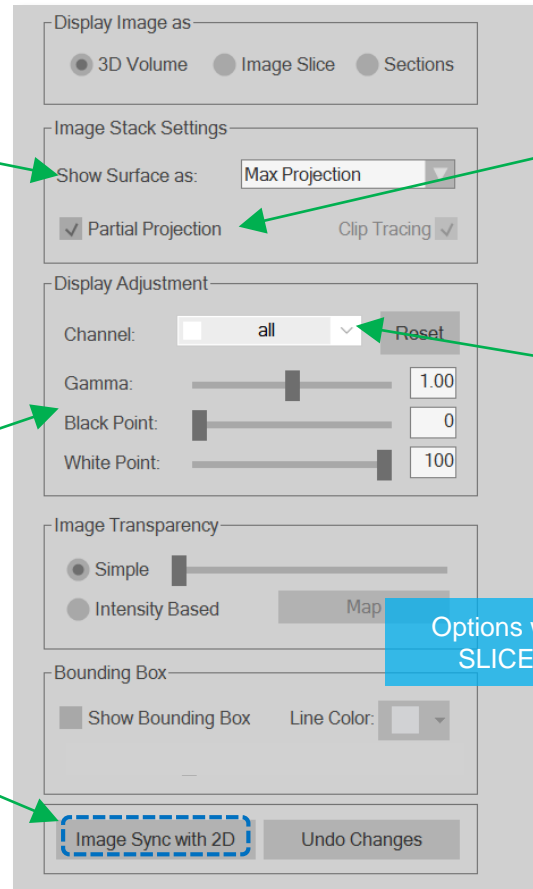 Display Image as
3D Volume Image Slice Sections
Image Stack Settings
Show Surface as: Max Projection
Partial Projection Clip Tracing
Display Adjustment
Channel: all Reset
Gamma: 1.00
Black Point: 0
White Point: 100
Image Transparency
Simple
Intensity Based Map
Options
SLICE
Bounding Box
Show Bounding Box Line Color:
Image Sync with 2D Undo Changes